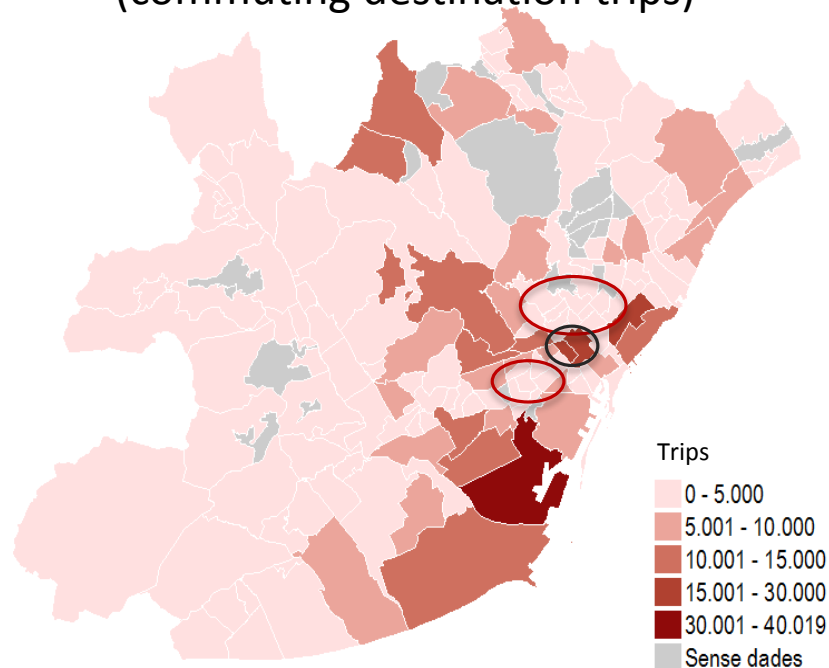 (commuting destination trips)
Trips
0 - 5.000
5.001 - 10.000
10.001 - 15.000
15.001 - 30.000
30.001 - 40.019
Sense dades